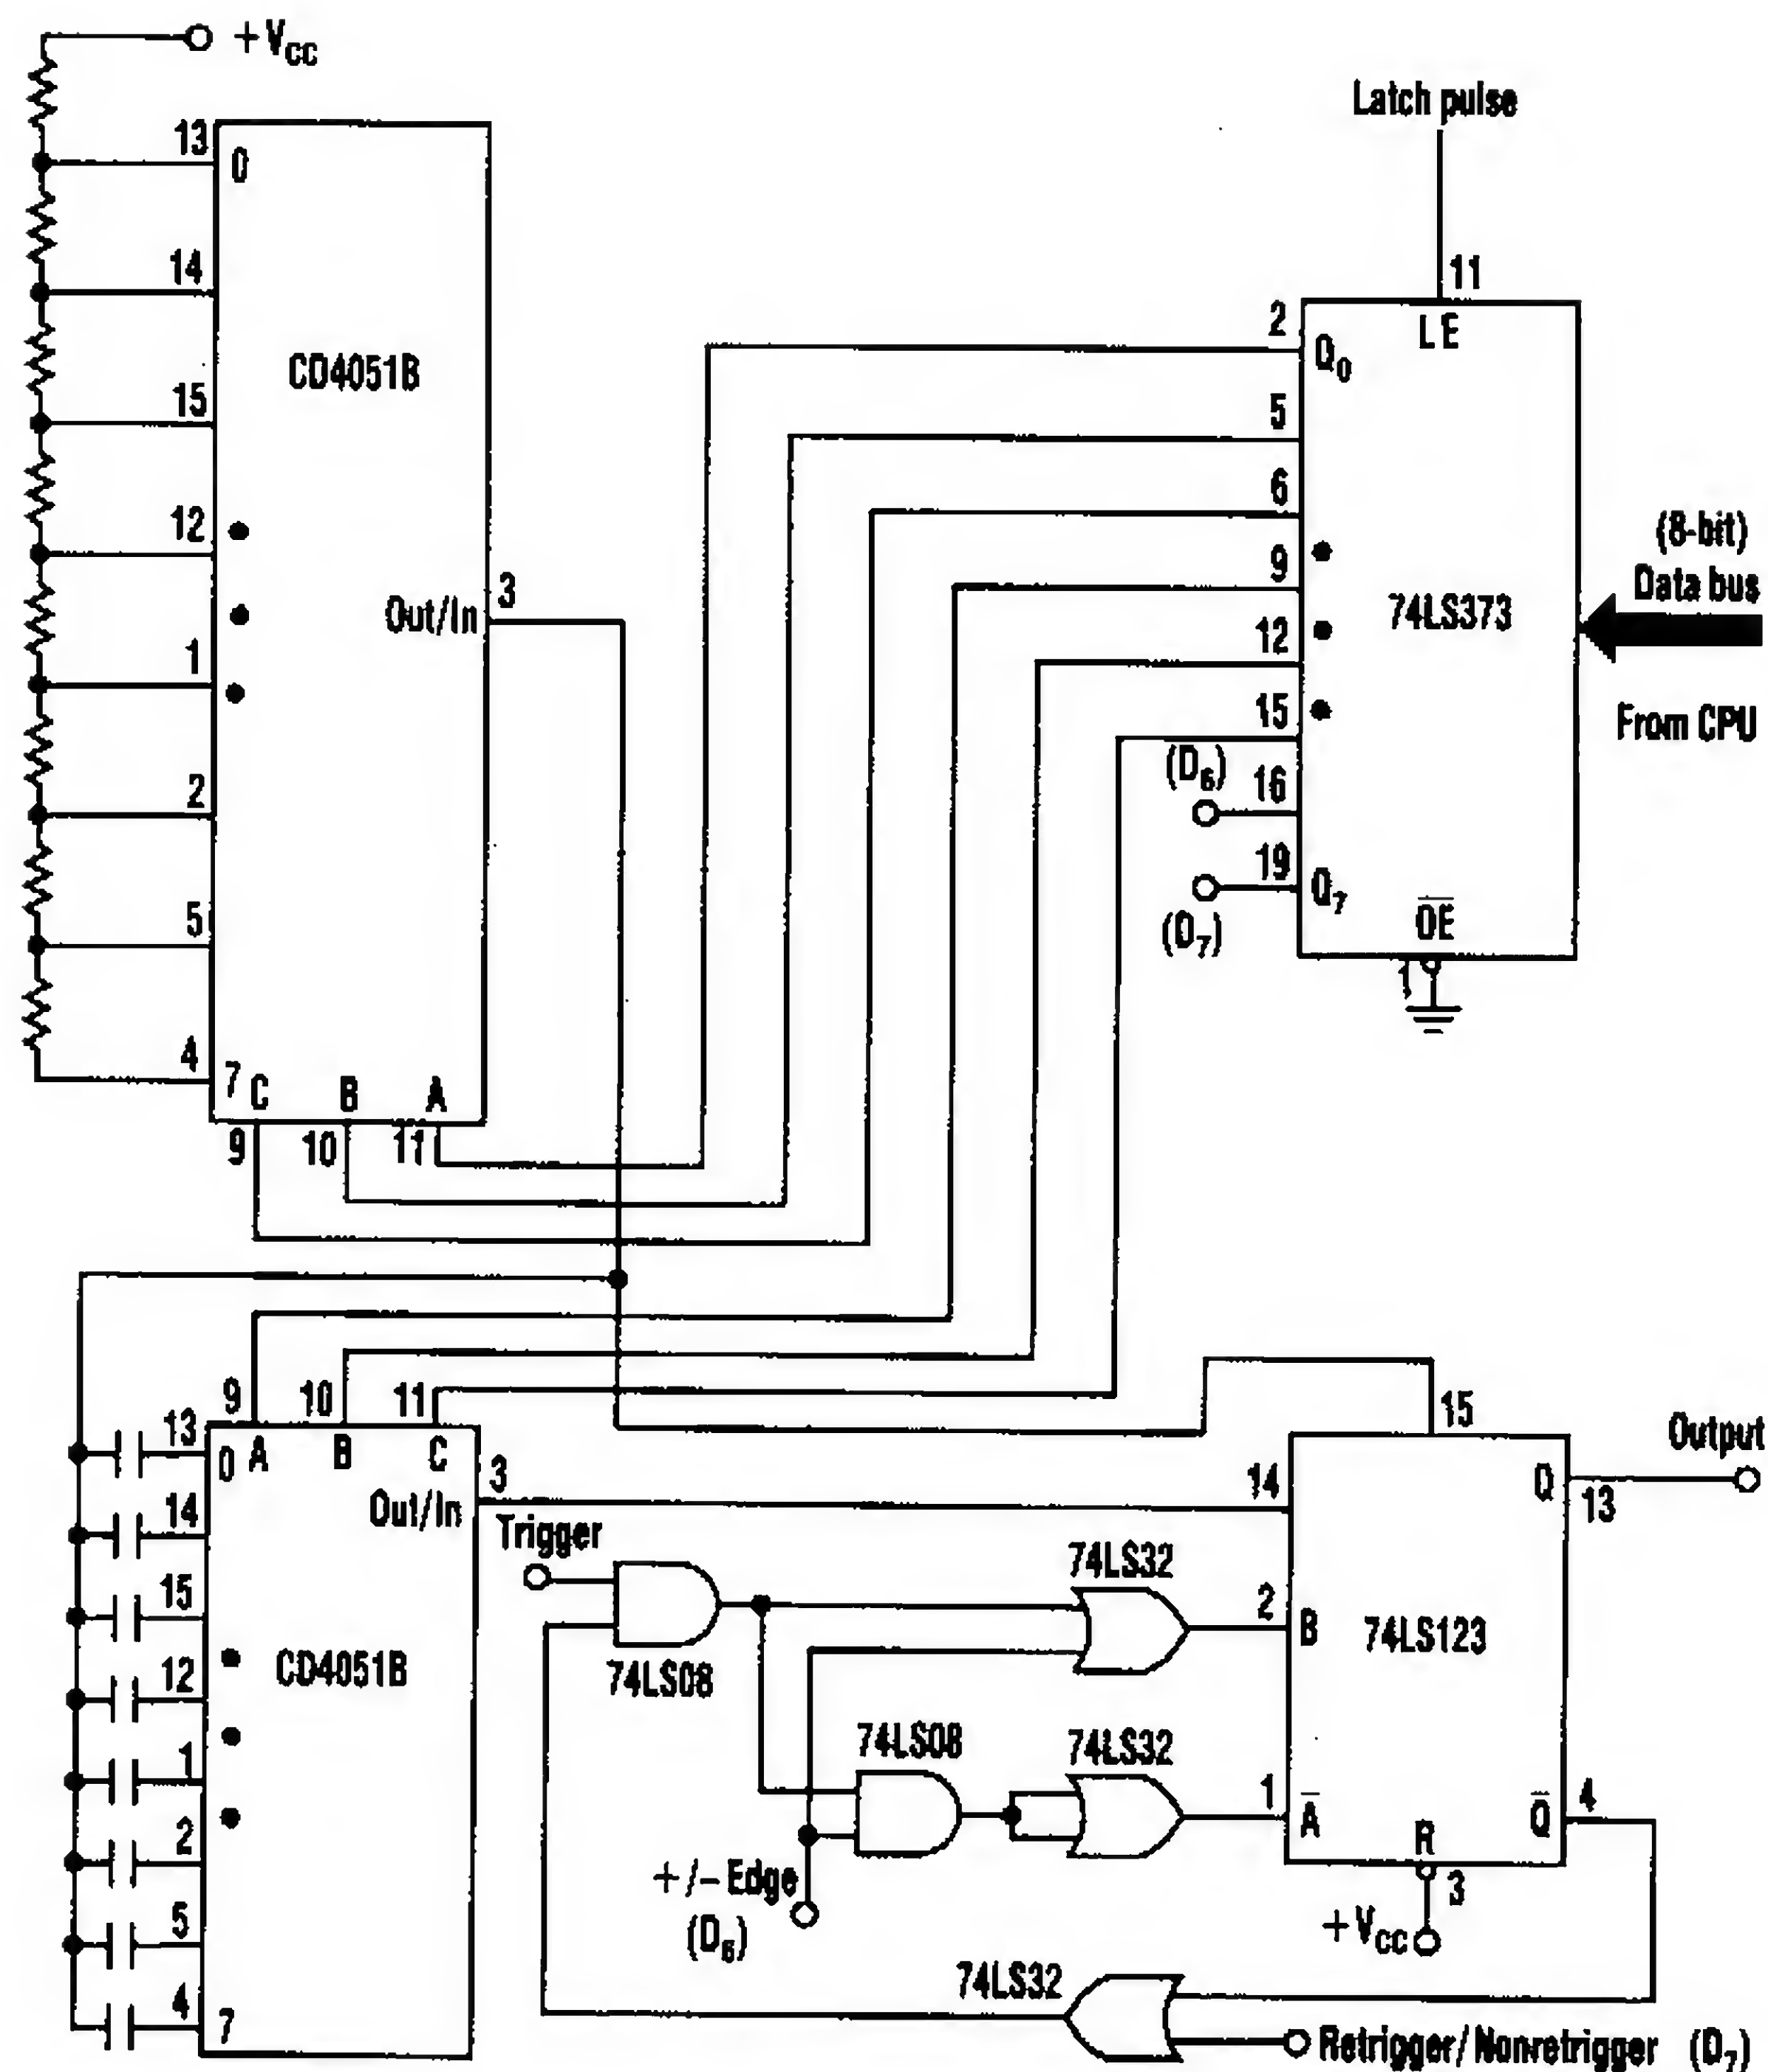 +VCC
13
0
14
CD4051B
15
12
Out/In
3
1
2
5
4
7
C
B
A
9
10
11
Latch pulse
11
LE
2
Q0
5
6
9
74LS373
12
15
(D6)
16
19
Q7
(D7)
OE
1
(8-bit)
Data bus
From CPU
9
10
11
13
0
A
B
C
3
14
Out/In
15
CD4051B
12
1
2
5
4
7
Trigger
74LS08
74LS32
74LS08
74LS32
+/- Edge
(D6)
15
14
Q
13
Output
2
B
74LS123
1
A
R
Q
4
3
+VCC
74LS32
Retrigger/Nonretrigger (D7)